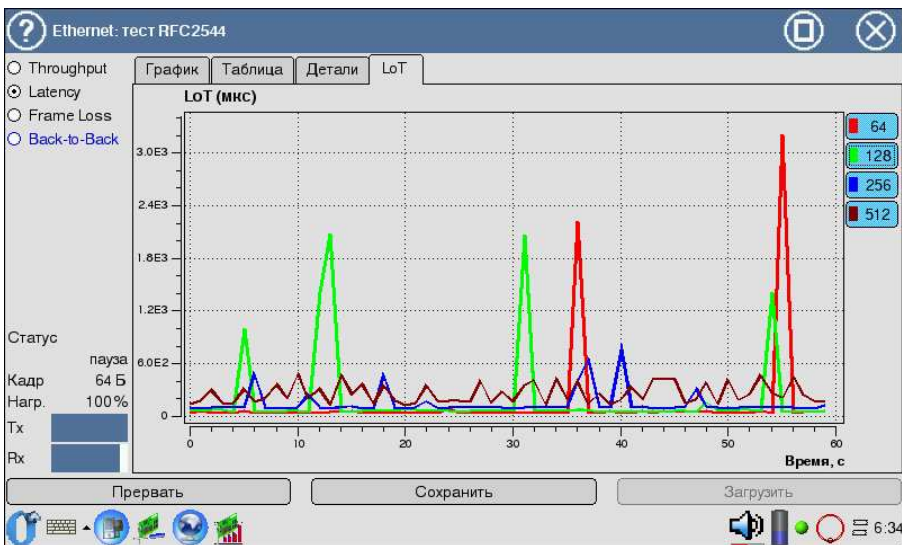 Ethernet: тест RFC2544
Throughput
Latency
Frame Loss
Back-to-Back
График
Таблица
Детали
LoT
LoT (мкс)
3.0E3
2.4E3
1.8E3
1.2E3
6.0E2
0
0 10 20 30 40 50 60
Время, с
64
128
256
512
Статус
пауза
Кадр 64 Б
Нагр. 100%
Tx
Rx
Прервать
Сохранить
Загрузить
6:34